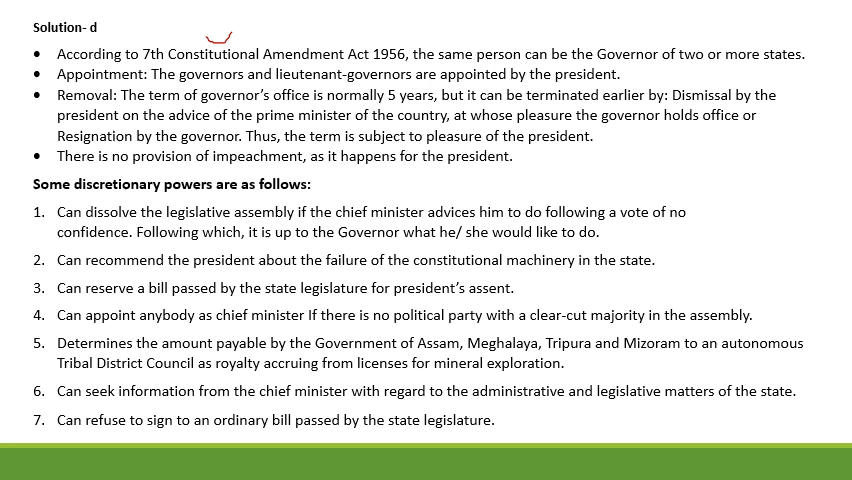 Solution- d
• According to 7th Constitutional Amendment Act 1956, the same person can be the Governor of two or more states.
• Appointment: The governors and lieutenant-governors are appointed by the president.
• Removal: The term of governor’s office is normally 5 years, but it can be terminated earlier by: Dismissal by the
president on the advice of the prime minister of the country, at whose pleasure the governor holds office or
Resignation by the governor. Thus, the term is subject to pleasure of the president.
• There is no provision of impeachment, as it happens for the president.
Some discretionary powers are as follows:
1. Can dissolve the legislative assembly if the chief minister advices him to do following a vote of no
confidence. Following which, it is up to the Governor what he/ she would like to do.
2. Can recommend the president about the failure of the constitutional machinery in the state.
3. Can reserve a bill passed by the state legislature for president’s assent.
4. Can appoint anybody as chief minister If there is no political party with a clear-cut majority in the assembly.
5. Determines the amount payable by the Government of Assam, Meghalaya, Tripura and Mizoram to an autonomous
Tribal District Council as royalty accruing from licenses for mineral exploration.
6. Can seek information from the chief minister with regard to the administrative and legislative matters of the state.
7. Can refuse to sign to an ordinary bill passed by the state legislature.